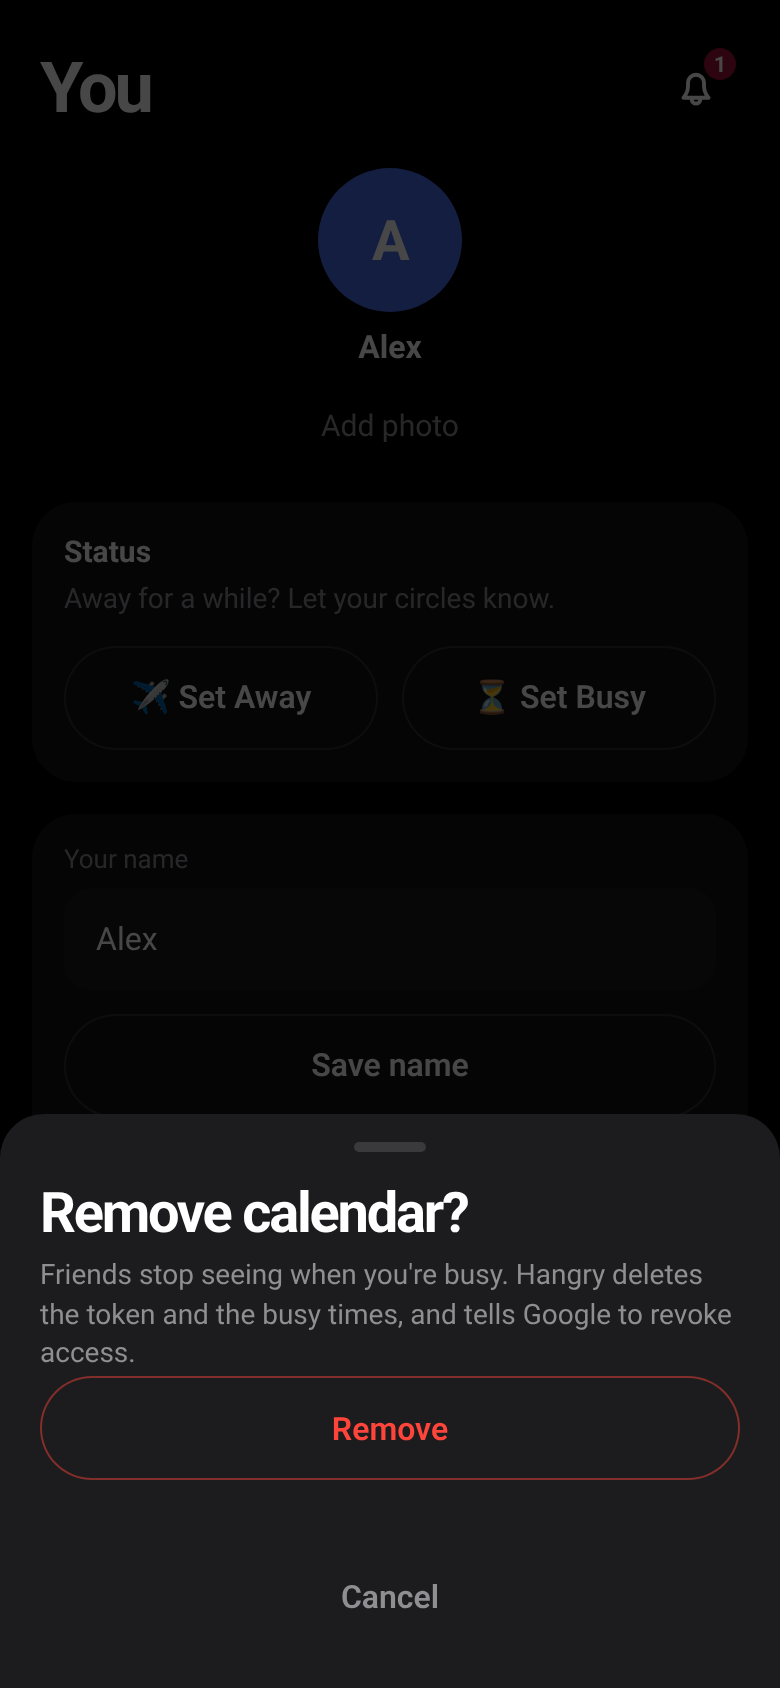 You
1
A
Alex
Add photo
Status
Away for a while? Let your circles know.
✈️ Set Away
⏳ Set Busy
Your name
Alex
Save name
Remove calendar?
Friends stop seeing when you're busy. Hangry deletes
the token and the busy times, and tells Google to revoke
access.
Remove
Cancel